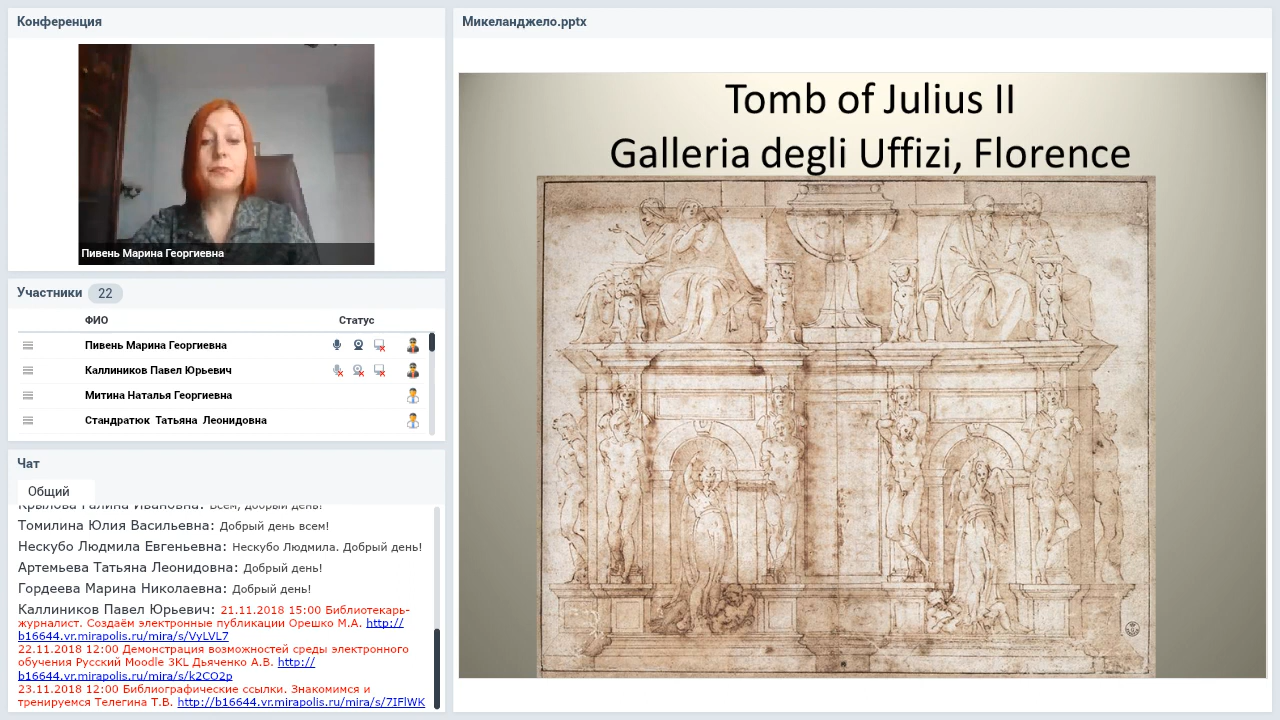 Конференция
Пивень Марина Георгиевна
Участники 22
ФИО Статус
Пивень Марина Георгиевна
Каллиников Павел Юрьевич
Митина Наталья Георгиевна
Стандратюк Татьяна Леонидовна
Чат
Общий
Крылова Галина Ивановна: Всем, добрый день!
Томилина Юлия Васильевна: Добрый день всем!
Нескубо Людмила Евгеньевна: Нескубо Людмила. Добрый день!
Артемьева Татьяна Леонидовна: Добрый день!
Гордеева Марина Николаевна: Добрый день!
Каллиников Павел Юрьевич: 21.11.2018 15:00 Библиотекарь-
журналист. Создаём электронные публикации Орешко М.А. http://
b16644.vr.mirapolis.ru/mira/s/VyLVL7
22.11.2018 12:00 Демонстрация возможностей среды электронного
обучения Русский Moodle 3KL Дьяченко А.В. http://
b16644.vr.mirapolis.ru/mira/s/k2CO2p
23.11.2018 12:00 Библиографические ссылки. Знакомимся и
тренируемся Телегина Т.В. http://b16644.vr.mirapolis.ru/mira/s/7IFlWK
Микеланджело.pptx
Tomb of Julius II
Galleria degli Uffizi, Florence